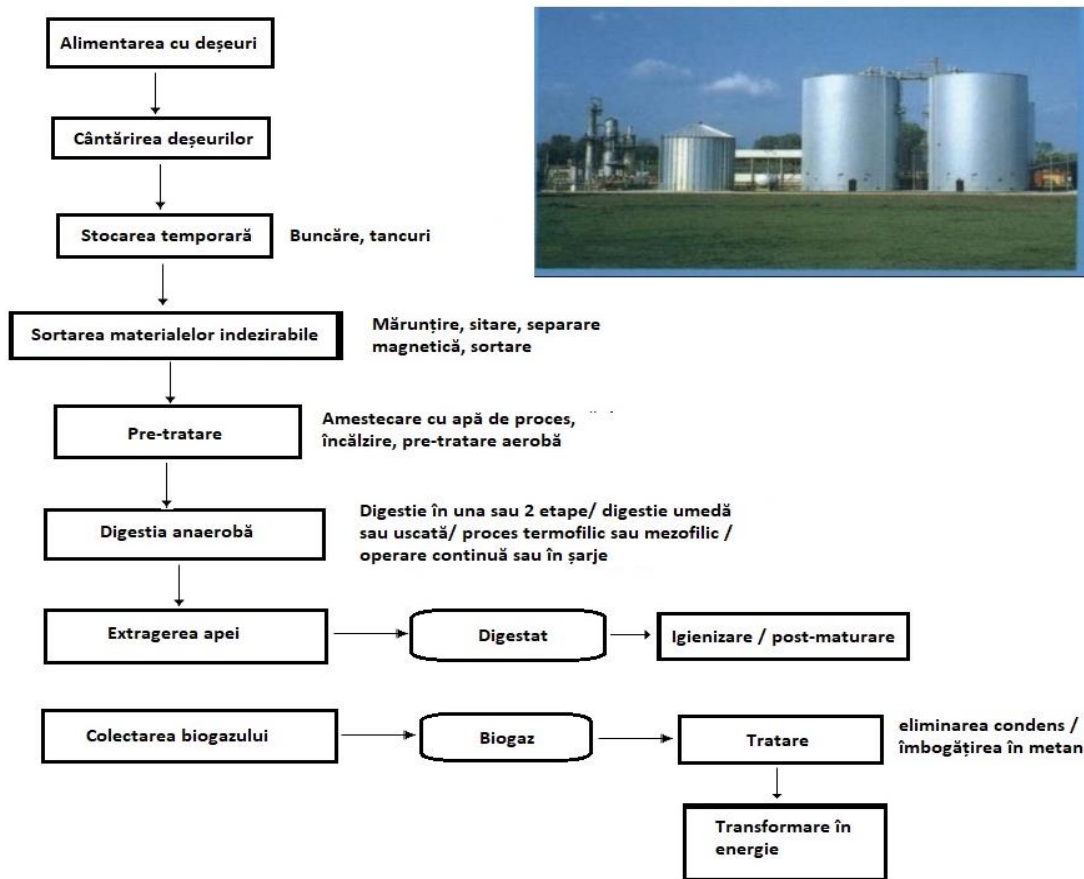 Alimentarea cu deșeuri
Cântărirea deșeurilor
Stocarea temporară
Buncăre, tancuri
Sortarea materialelor indezirabile
Mărunțire, sitare, separare
magnetică, sortare
Pre-tratare
Amestecare cu apă de proces,
încălzire, pre-tratare aerobă
Digestia anaerobă
Digestie în una sau 2 etape/ digestie umedă
sau uscată/ proces termofilic sau mezofilic /
operare continuă sau în șarje
Extragerea apei
Digestat
Igienizare / post-maturare
Colectarea biogazului
Biogaz
Tratare
eliminarea condens /
îmbogățirea în metan
Transformare în
energie